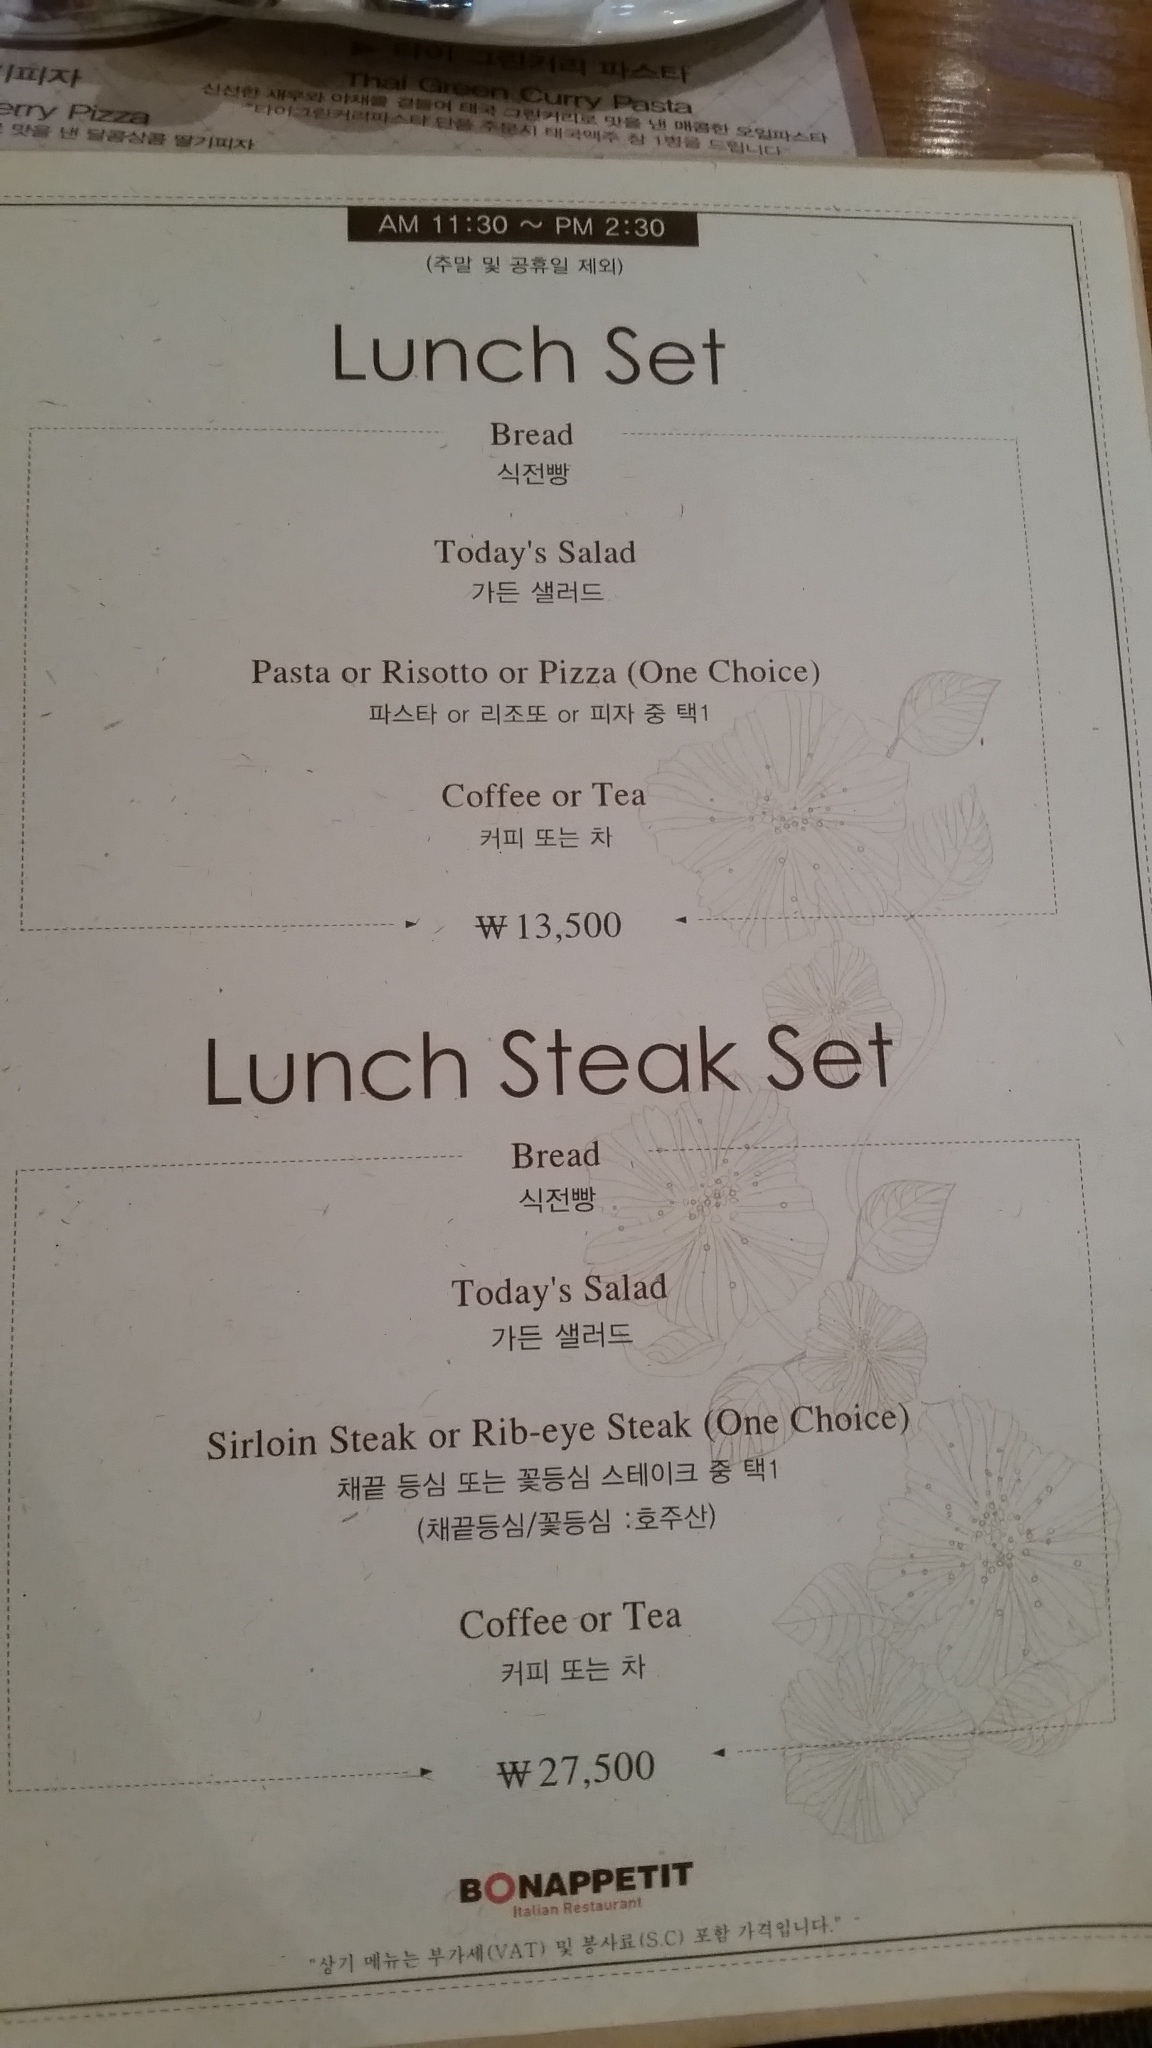 타이 그린커리 파스타
기피자
Thai Green Curry Pasta
erry Pizza
신선한 새우와 야채를 곁들여 태국 그린커리로 맛을 낸 매콤한 오일파스타
맛을 낸 달콤상콤 딸기피자
"타이그린커리파스타 단품 주문시 태국맥주 창 1병을 드립니다"
AM 11:30 ~ PM 2:30
(주말 및 공휴일 제외)
Lunch Set
Bread
식전빵
Today's Salad
가든 샐러드
Pasta or Risotto or Pizza (One Choice)
파스타 or 리조또 or 피자 중 택1
Coffee or Tea
커피 또는 차
₩13,500
Lunch Steak Set
Bread
식전빵
Today's Salad
가든 샐러드
Sirloin Steak or Rib-eye Steak (One Choice)
채끝 등심 또는 꽃등심 스테이크 중 택1
(채끝등심/꽃등심 :호주산)
Coffee or Tea
커피 또는 차
₩27,500
BONAPPETIT
Italian Restaurant
"상기 메뉴는 부가세(VAT) 및 봉사료(S.C) 포함 가격입니다."